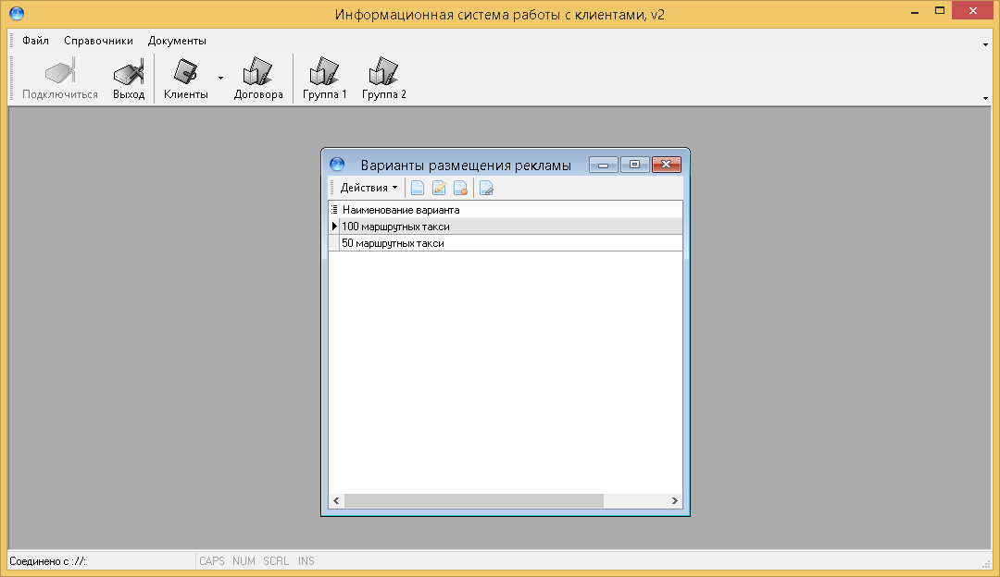 Информационная система работы с клиентами, v2
Файл Справочники Документы
Подключиться Выход Клиенты Договора Группа 1 Группа 2
Варианты размещения рекламы
Действия
Наименование варианта
100 маршрутных такси
50 маршрутных такси
Соединено с :// : CAPS NUM SCRL INS